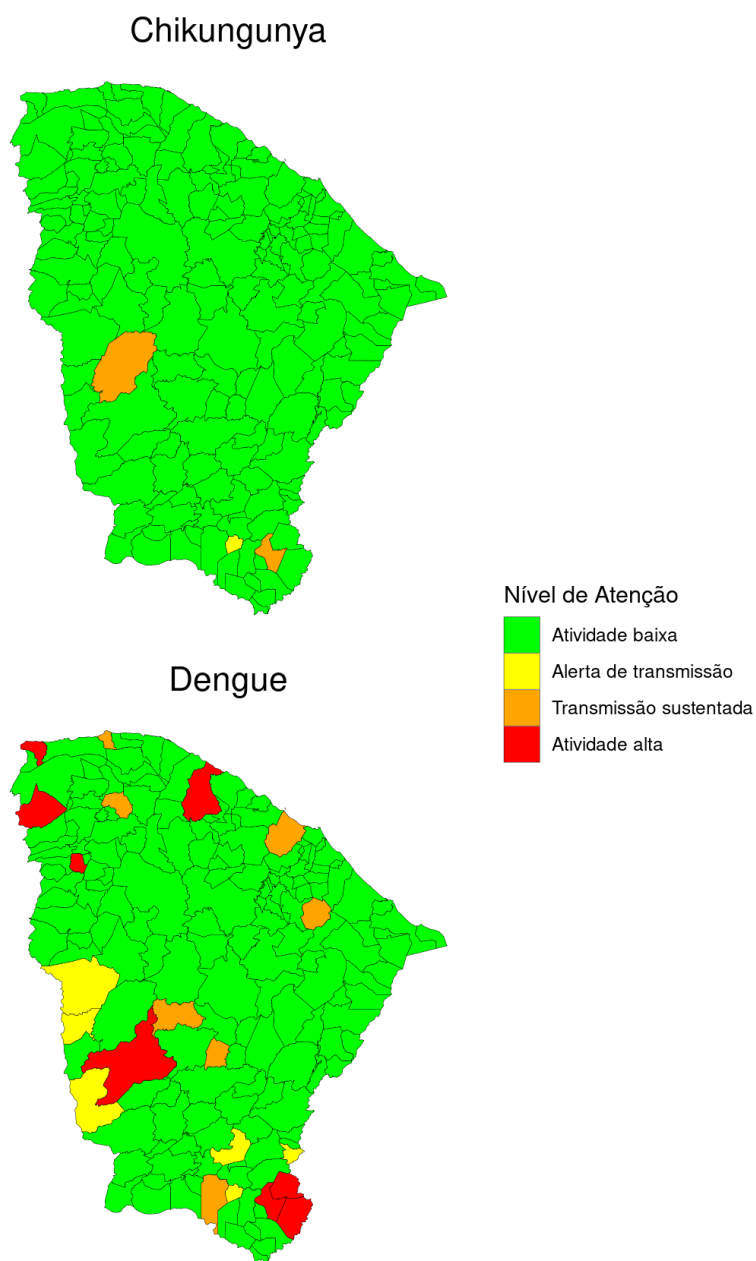 Chikungunya
Nível de Atenção
Atividade baixa
Alerta de transmissão
Transmissão sustentada
Atividade alta
Dengue